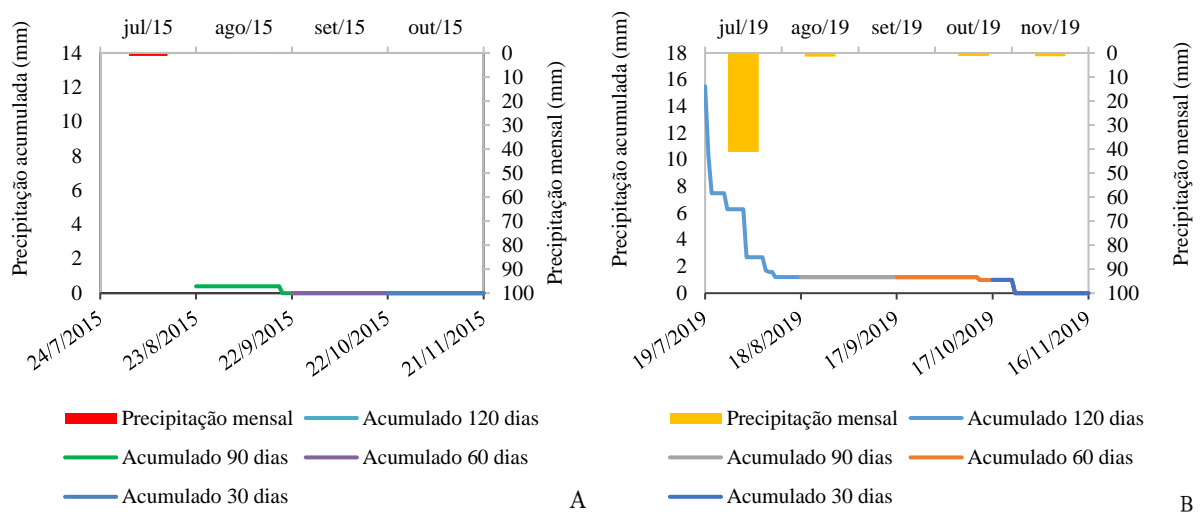 jul/15 ago/15 set/15 out/15
Precipitação acumulada (mm)
14
12
10
8
6
4
2
0
0
10
20
30
40
50
60
70
80
90
100
Precipitação mensal (mm)
24/7/2015 23/8/2015 22/9/2015 22/10/2015 21/11/2015
Precipitação mensal Acumulado 120 dias
Acumulado 90 dias Acumulado 60 dias
Acumulado 30 dias
A
jul/19 ago/19 set/19 out/19 nov/19
Precipitação acumulada (mm)
18
16
14
12
10
8
6
4
2
0
0
10
20
30
40
50
60
70
80
90
100
Precipitação mensal (mm)
19/7/2019 18/8/2019 17/9/2019 17/10/2019 16/11/2019
Precipitação mensal Acumulado 120 dias
Acumulado 90 dias Acumulado 60 dias
Acumulado 30 dias
B